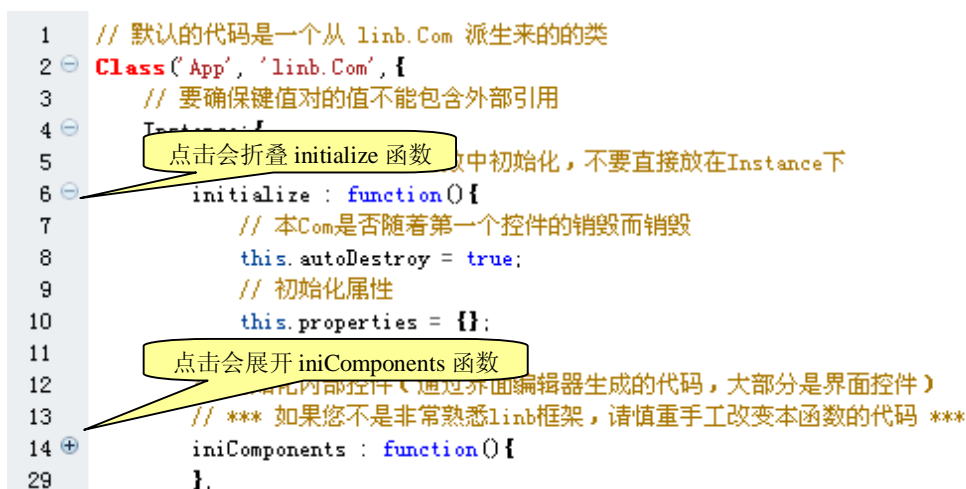 1 // 默认的代码是一个从 linb.Com 派生来的的类
2 Class('App', 'linb.Com',{
3 // 要确保键值对的值不能包含外部引用
4 Instance:{
点击会折叠 initialize 函数
5 中初始化，不要直接放在Instance下
6 initialize : function(){
7 // 本Com是否随着第一个控件的销毁而销毁
8 this.autoDestroy = true;
9 // 初始化属性
10 this.properties = {};
11
点击会展开 iniComponents 函数
12 内部控件（通过界面编辑器生成的代码，大部分是界面控件）
13 // *** 如果您不是非常熟悉linb框架，请慎重手工改变本函数的代码 ***
14 iniComponents : function(){
29 },